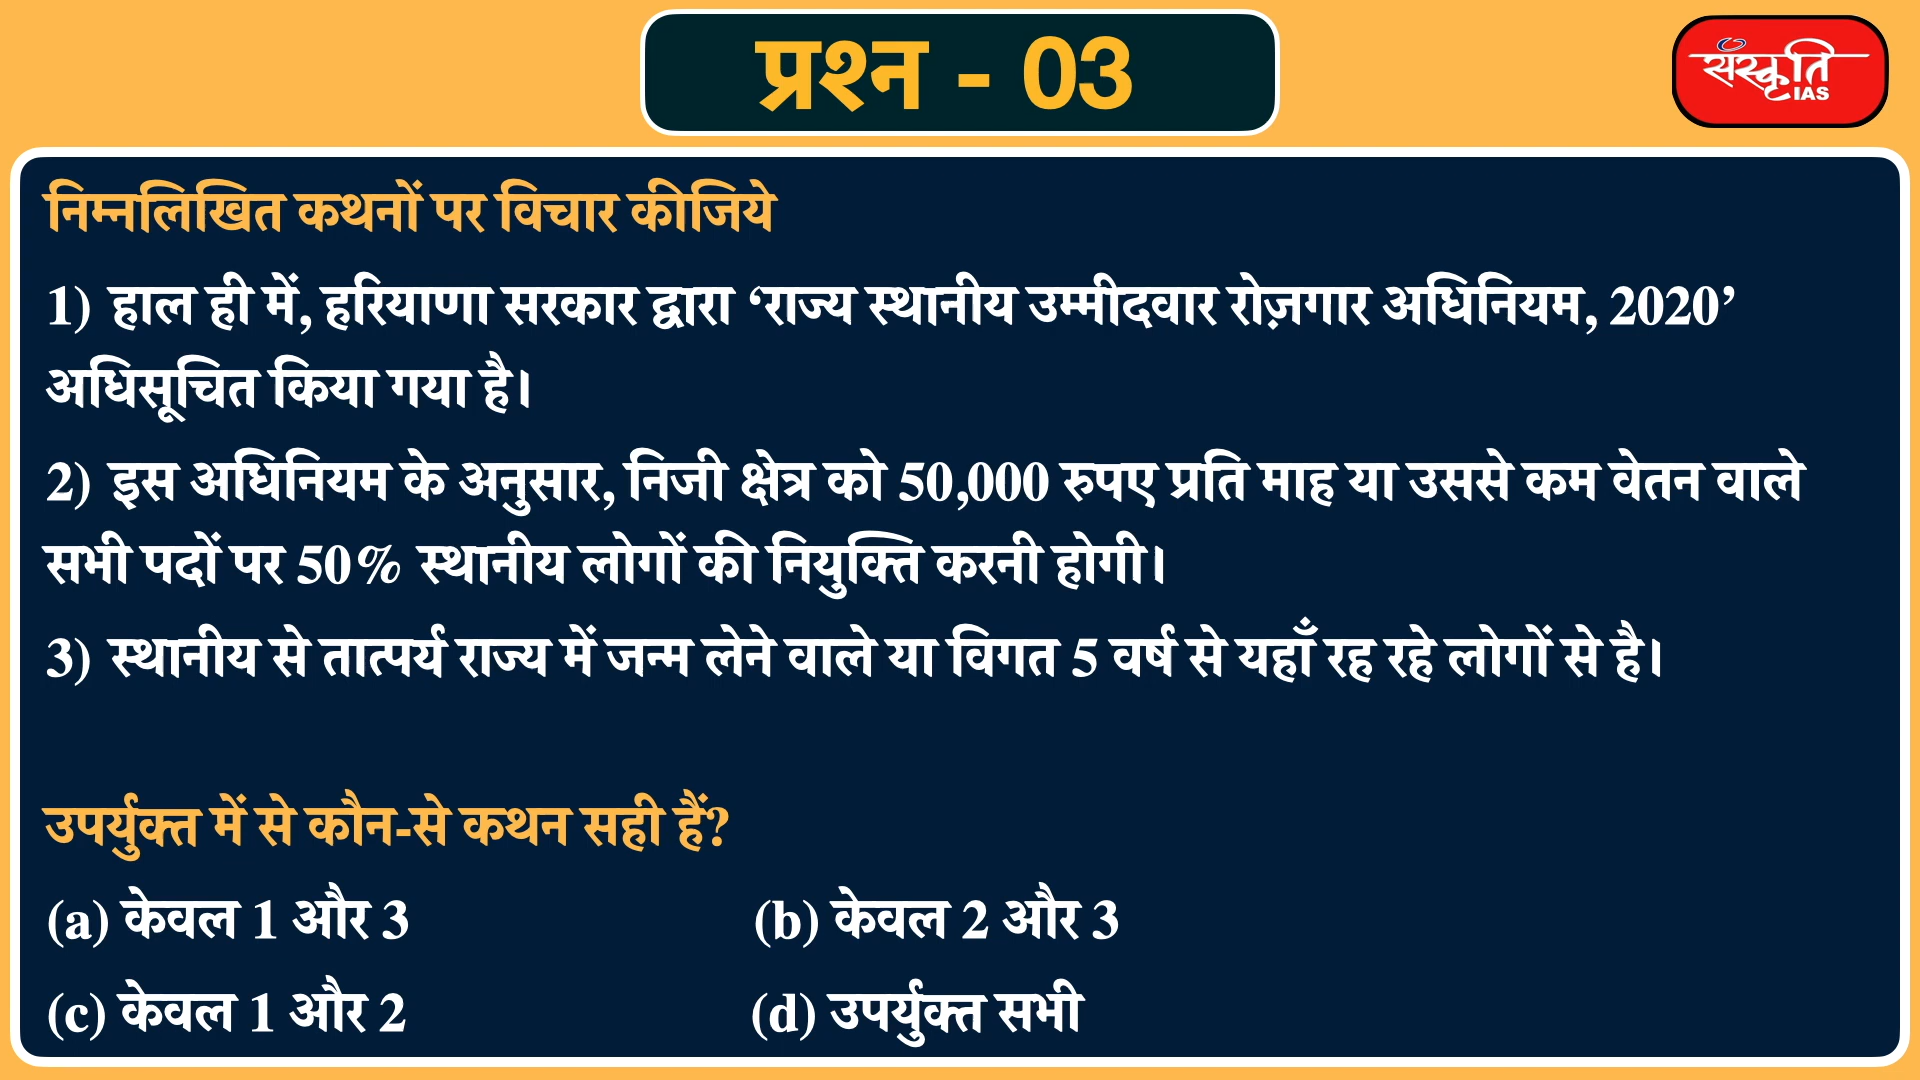 प्रश्न - 03
संस्कृति
IAS
निम्नलिखित कथनों पर विचार कीजिये
1) हाल ही में, हरियाणा सरकार द्वारा ‘राज्य स्थानीय उम्मीदवार रोज़गार अधिनियम, 2020’
अधिसूचित किया गया है।
2) इस अधिनियम के अनुसार, निजी क्षेत्र को 50,000 रुपए प्रति माह या उससे कम वेतन वाले
सभी पदों पर 50% स्थानीय लोगों की नियुक्ति करनी होगी।
3) स्थानीय से तात्पर्य राज्य में जन्म लेने वाले या विगत 5 वर्ष से यहाँ रह रहे लोगों से है।
उपर्युक्त में से कौन-से कथन सही हैं?
(a) केवल 1 और 3 (b) केवल 2 और 3
(c) केवल 1 और 2 (d) उपर्युक्त सभी